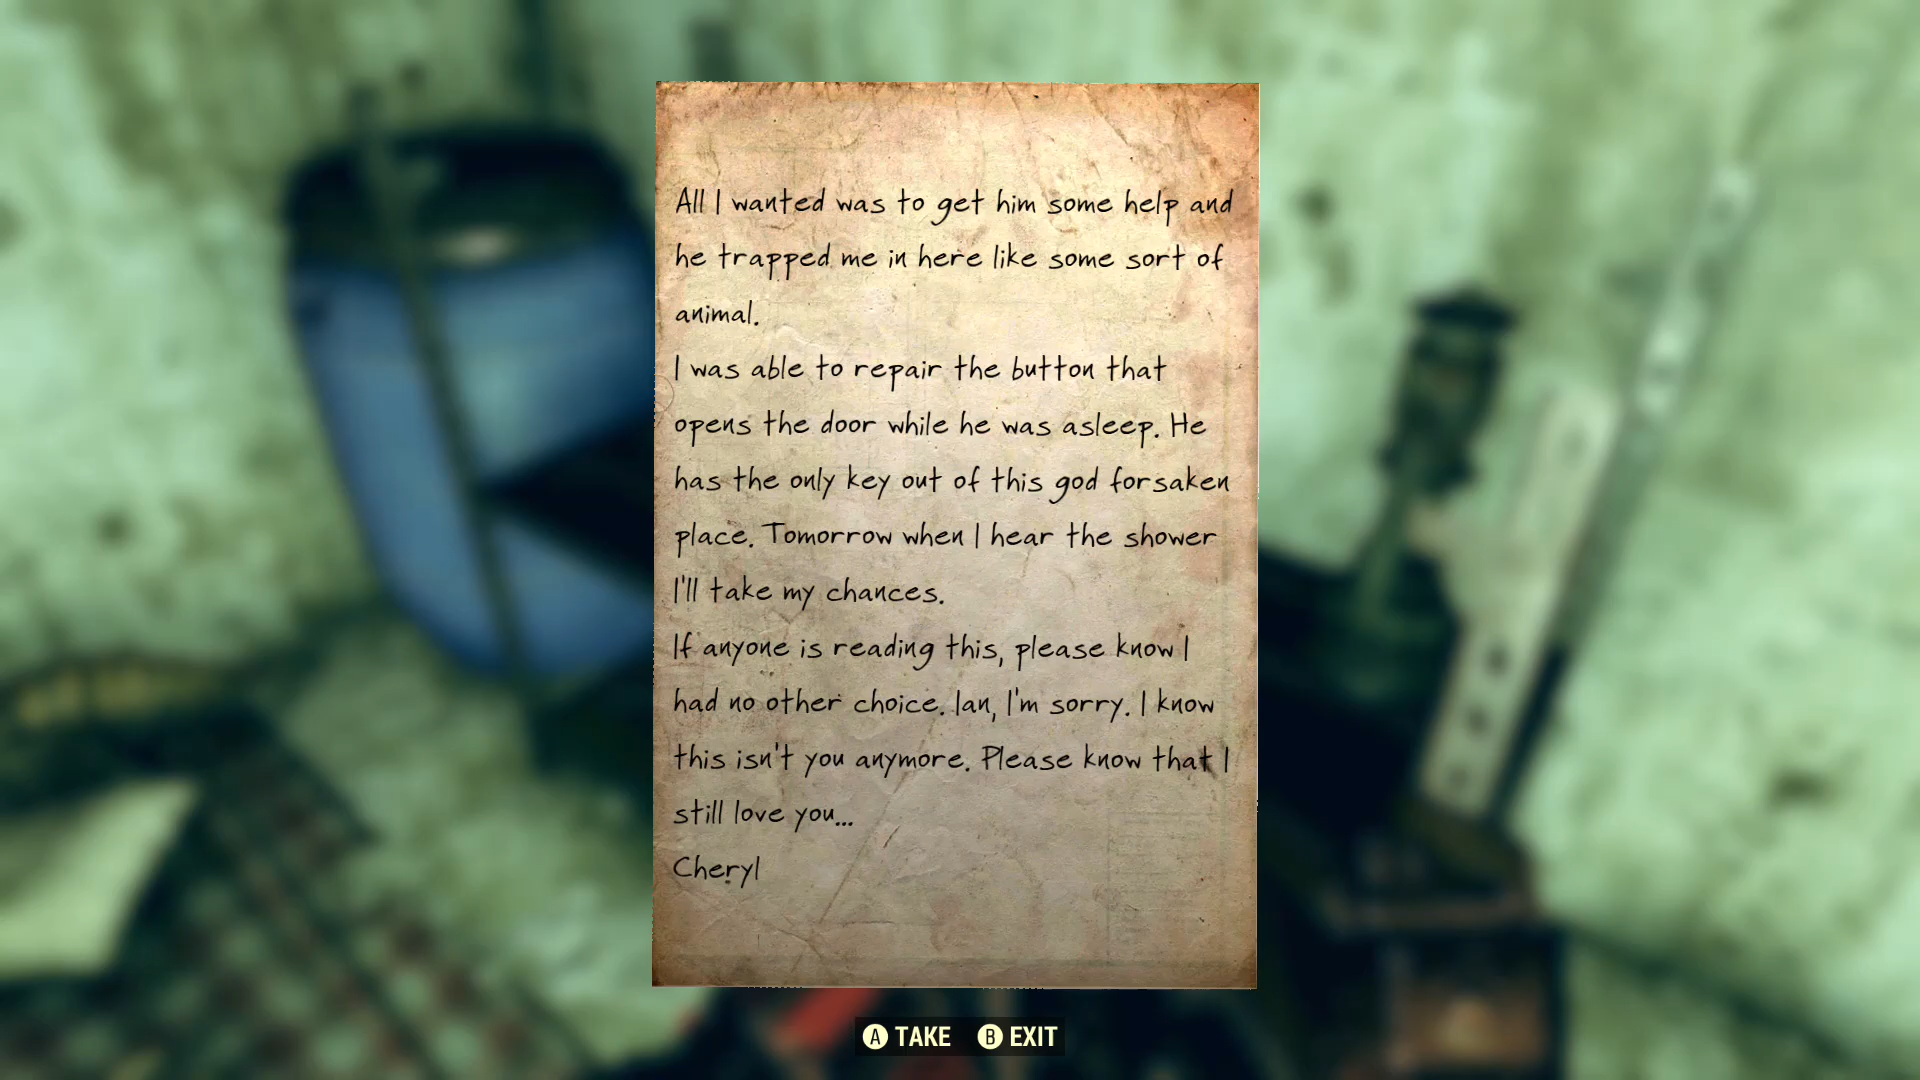 All I wanted was to get him some help and
he trapped me in here like some sort of
animal.
I was able to repair the button that
opens the door while he was asleep. He
has the only key out of this god forsaken
place. Tomorrow when I hear the shower
I'll take my chances.
If anyone is reading this, please know I
had no other choice. Ian, I'm sorry. I know
this isn't you anymore. Please know that I
still love you...
Cheryl
A TAKE B EXIT